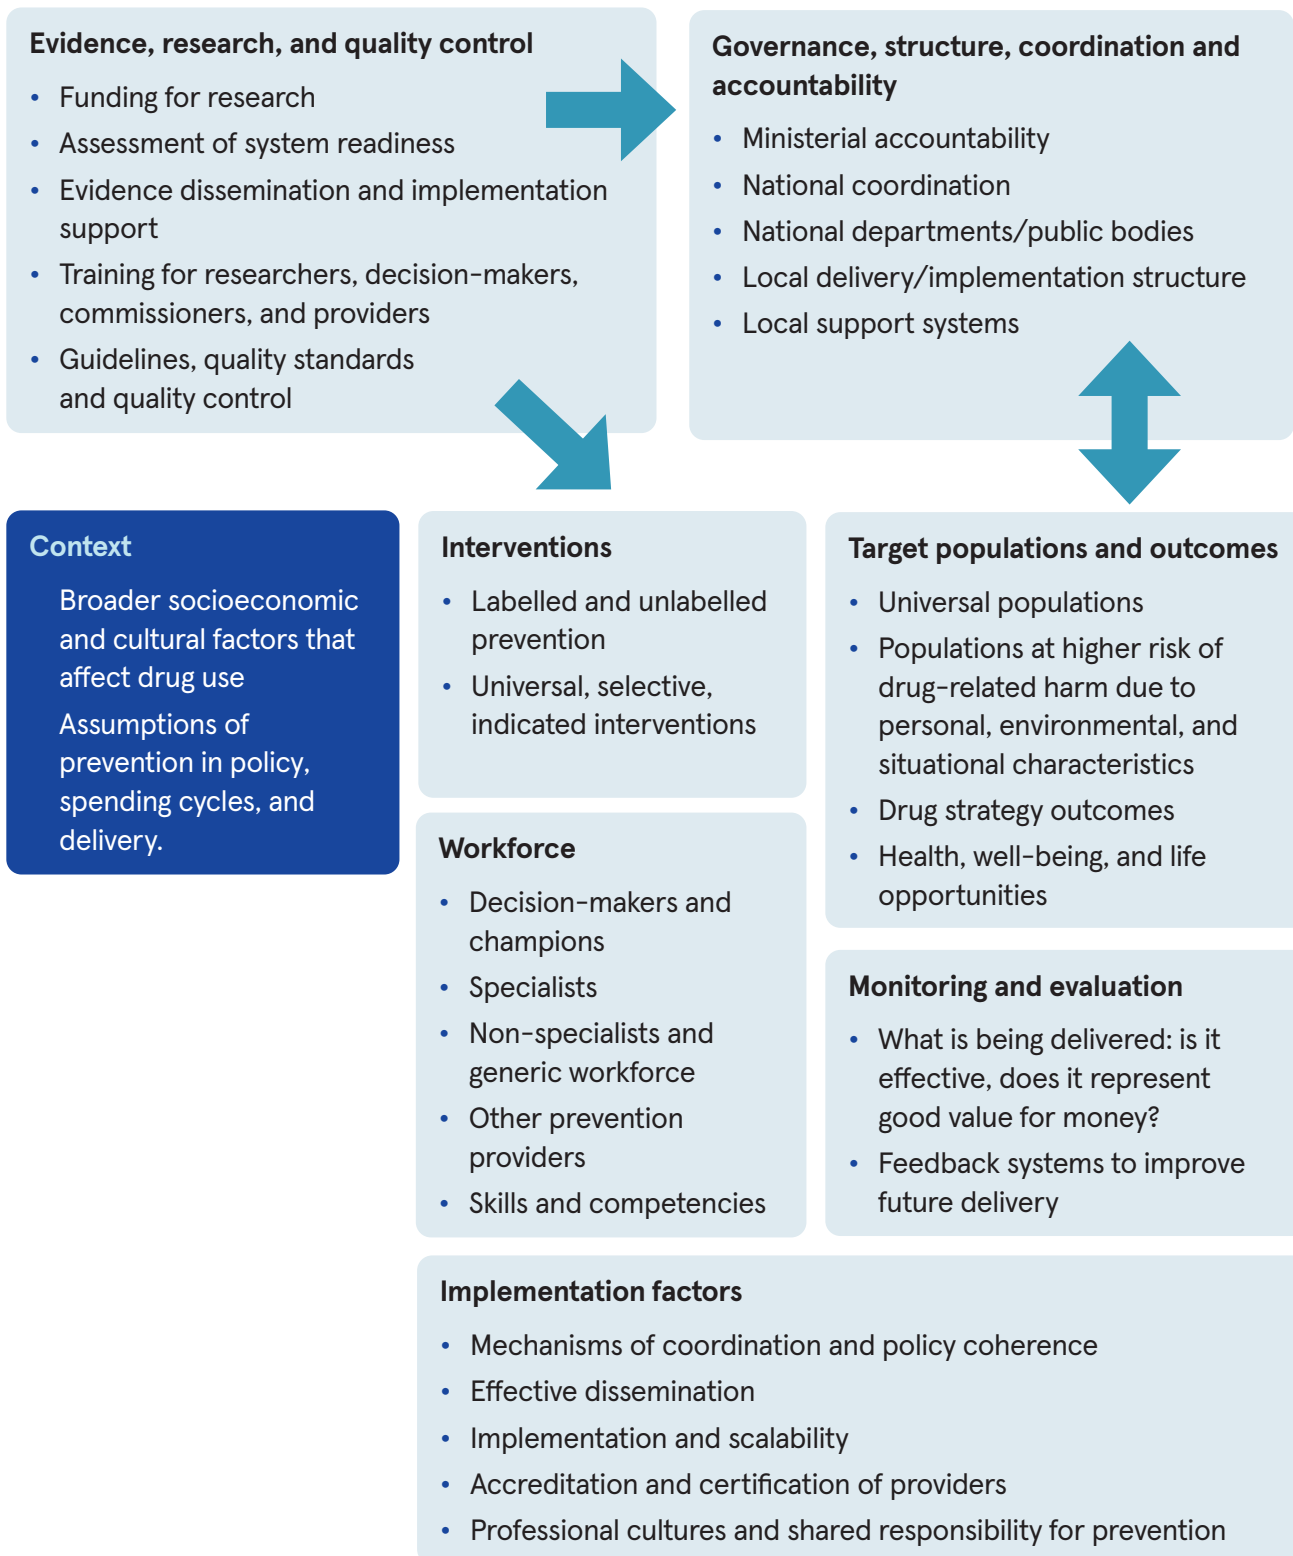 Evidence, research, and quality control
• Funding for research
• Assessment of system readiness
• Evidence dissemination and implementation
support
• Training for researchers, decision-makers,
commissioners, and providers
• Guidelines, quality standards
and quality control
Governance, structure, coordination and
accountability
• Ministerial accountability
• National coordination
• National departments/public bodies
• Local delivery/implementation structure
• Local support systems
Context
Broader socioeconomic
and cultural factors that
affect drug use
Assumptions of
prevention in policy,
spending cycles, and
delivery.
Interventions
• Labelled and unlabelled
prevention
• Universal, selective,
indicated interventions
Target populations and outcomes
• Universal populations
• Populations at higher risk of
drug-related harm due to
personal, environmental, and
situational characteristics
• Drug strategy outcomes
• Health, well-being, and life
opportunities
Workforce
• Decision-makers and
champions
• Specialists
• Non-specialists and
generic workforce
• Other prevention
providers
• Skills and competencies
Monitoring and evaluation
• What is being delivered: is it
effective, does it represent
good value for money?
• Feedback systems to improve
future delivery
Implementation factors
• Mechanisms of coordination and policy coherence
• Effective dissemination
• Implementation and scalability
• Accreditation and certification of providers
• Professional cultures and shared responsibility for prevention